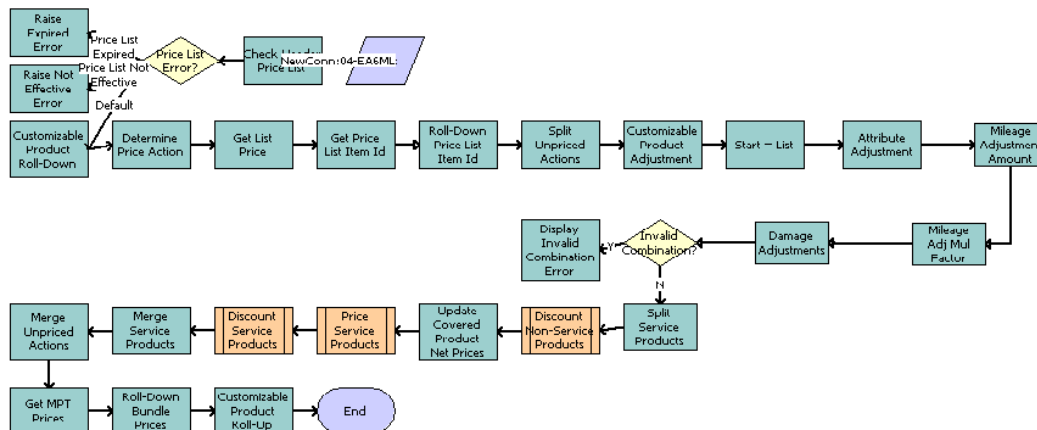 Raise
Expired
Error
Price List
Expired
Price List
Error?
Price List
NewConn:04-EA6ML:
Raise Not
Effective
Error
Price List Not
Effective
Default
Customizable
Product
Roll-Down
Determine
Price Action
Get List
Price
Get Price
List Item Id
Roll-Down
Price List
Item Id
Split
Unpriced
Actions
Customizable
Product
Adjustment
Start - List
Attribute
Adjustment
Mileage
Adjustment
Amount
Display
Invalid
Combination
Error
Y
Invalid
Combination?
N
Damage
Adjustments
Mileage
Adj Mul
Factor
Merge
Unpriced
Actions
Merge
Service
Products
Discount
Service
Products
Price
Service
Products
Update
Covered
Product
Net Prices
Discount
Non-Service
Products
Split
Service
Products
Get MPT
Prices
Roll-Down
Bundle
Prices
Customizable
Product
Roll-Up
End